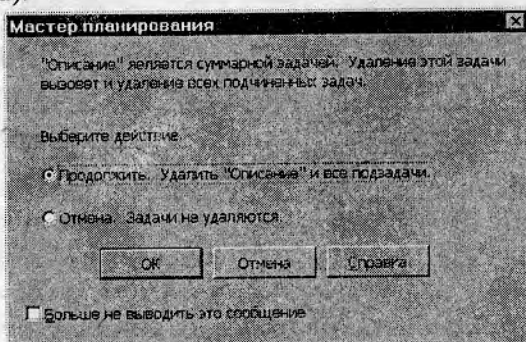 Мастер планирования
"Описание" является суммарной задачей. Удаление этой задачи
вызовет и удаление всех подчиненных задач.
Выберите действие.
Продолжить. Удалить "Описание" и все подзадачи.
Отмена. Задачи не удаляются.
ОК Отмена Справка
Больше не выводить это сообщение